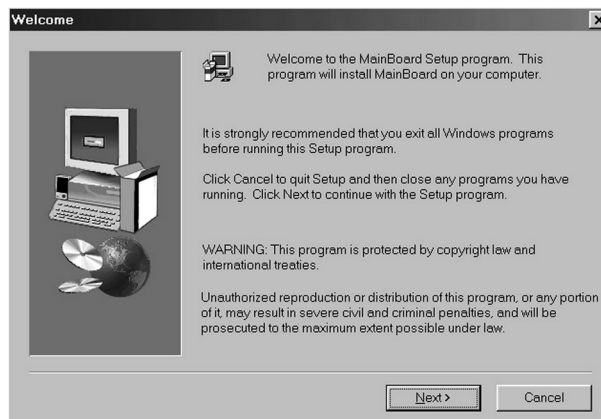 Welcome
Welcome to the MainBoard Setup program. This
program will install MainBoard on your computer.
It is strongly recommended that you exit all Windows programs
before running this Setup program.
Click Cancel to quit Setup and then close any programs you have
running. Click Next to continue with the Setup program.
WARNING: This program is protected by copyright law and
international treaties.
Unauthorized reproduction or distribution of this program, or any portion
of it, may result in severe civil and criminal penalties, and will be
prosecuted to the maximum extent possible under law.
Next >
Cancel